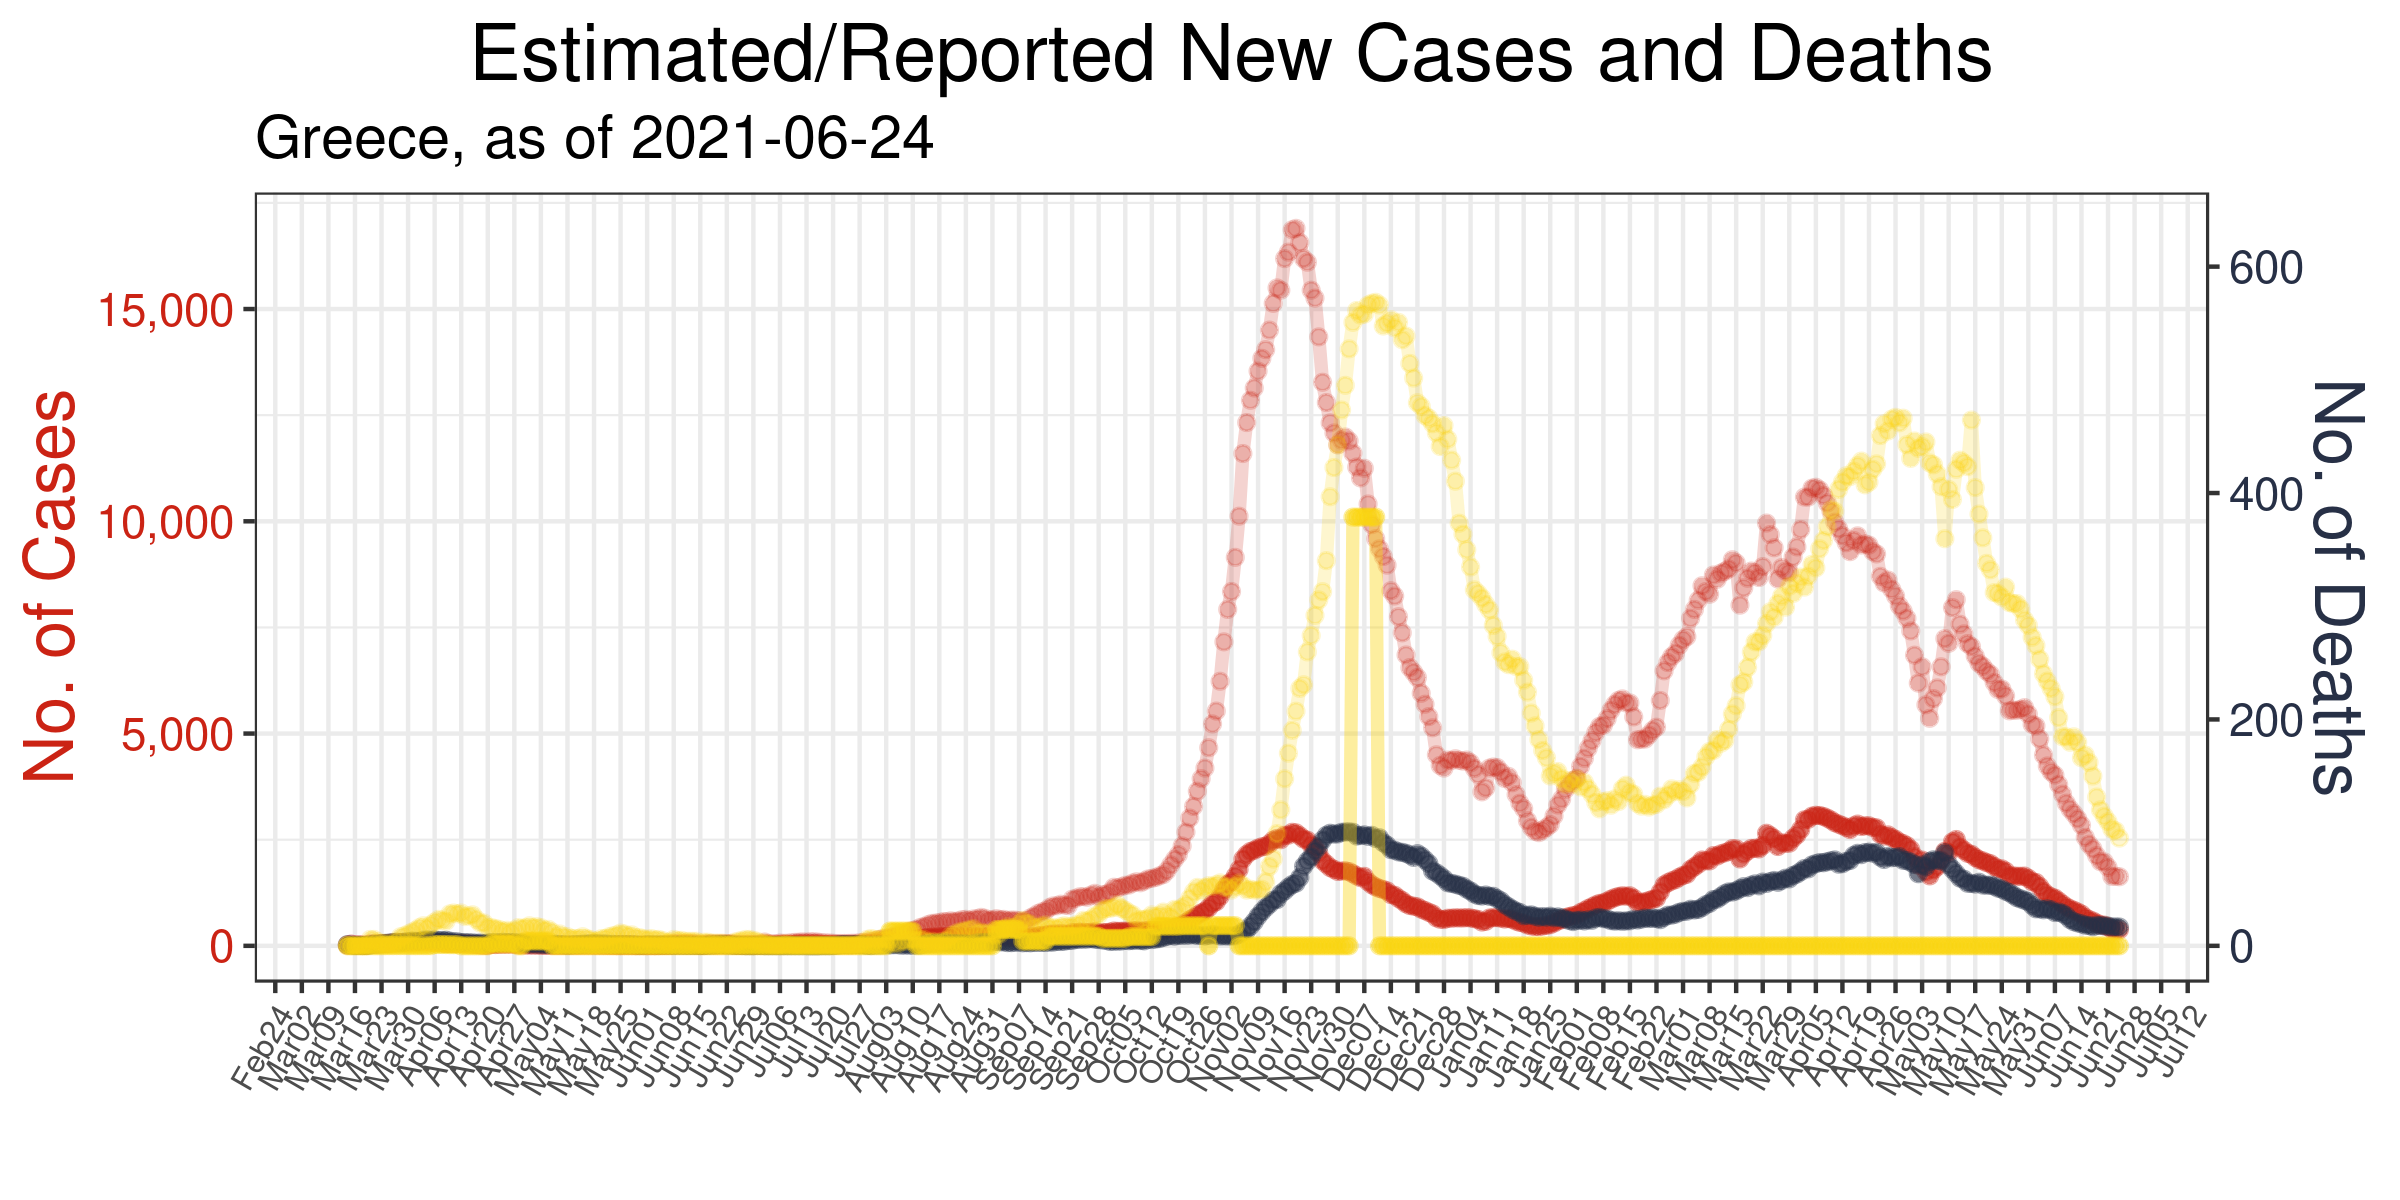 Estimated/Reported New Cases and Deaths
Greece, as of 2021-06-24
No. of Cases
15,000
10,000
5,000
0
600
400
200
0
No. of Deaths
Feb24
Mar02
Mar09
Mar16
Mar23
Mar30
Apr06
Apr13
Apr20
Apr27
May04
May11
May18
May25
Jun01
Jun08
Jun15
Jun22
Jun29
Jul06
Jul13
Jul20
Jul27
Aug03
Aug10
Aug17
Aug24
Aug31
Sep07
Sep14
Sep21
Sep28
Oct05
Oct12
Oct19
Oct26
Nov02
Nov09
Nov16
Nov23
Nov30
Dec07
Dec14
Dec21
Dec28
Jan04
Jan11
Jan18
Jan25
Feb01
Feb08
Feb15
Feb22
Mar01
Mar08
Mar15
Mar22
Mar29
Apr05
Apr12
Apr19
Apr26
May03
May10
May17
May24
May31
Jun07
Jun14
Jun21
Jun28
Jul05
Jul12